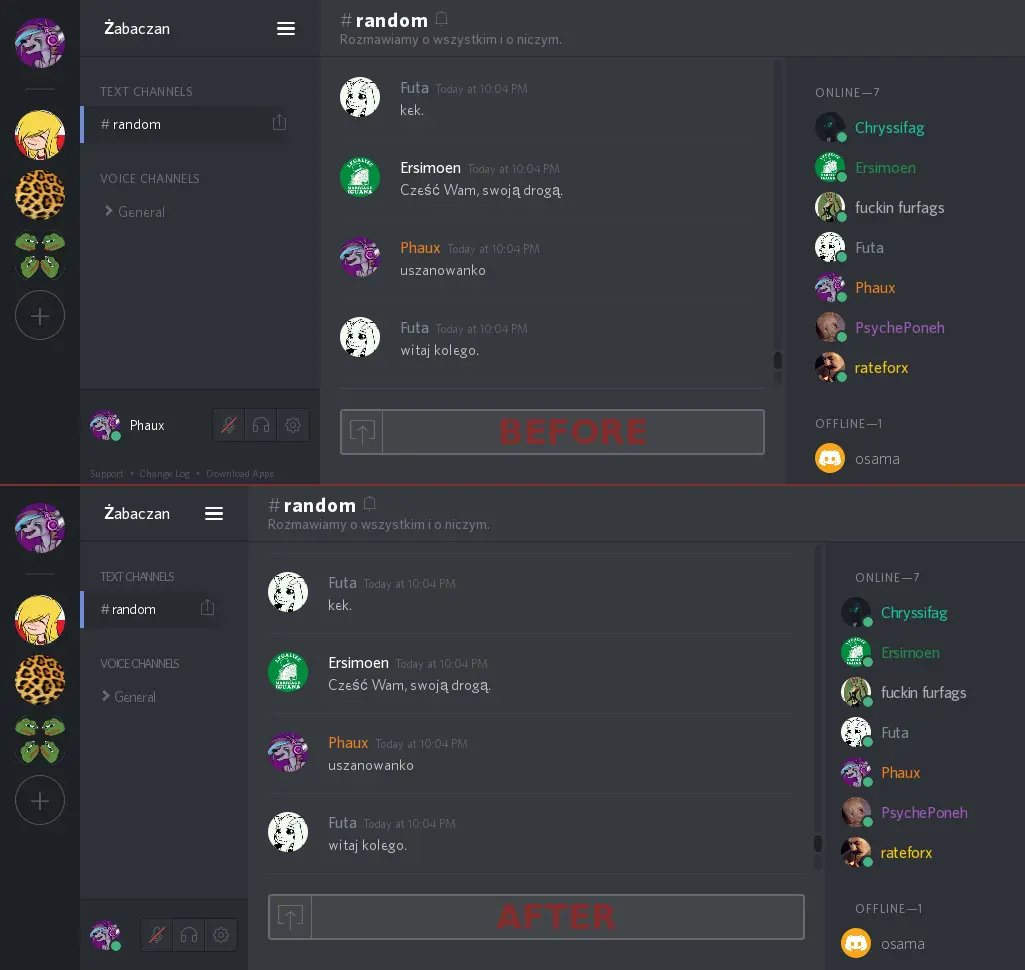 Żabaczan
# random
Rozmawiamy o wszystkim i o niczym.
TEXT CHANNELS
# random
VOICE CHANNELS
General
Phaux
Support • Change Log • Download Apps
Futa Today at 10:04 PM
kek.
Ersimoen Today at 10:04 PM
Cześć Wam, swoją drogą.
Phaux Today at 10:04 PM
uszanowanko
Futa Today at 10:04 PM
witaj kolego.
BEFORE
ONLINE—7
Chryssifag
Ersimoen
fuckin furfags
Futa
Phaux
PsychePoneh
rateforx
OFFLINE—1
osama
Żabaczan
# random
Rozmawiamy o wszystkim i o niczym.
TEXT CHANNELS
# random
VOICE CHANNELS
General
Futa Today at 10:04 PM
kek.
Ersimoen Today at 10:04 PM
Cześć Wam, swoją drogą.
Phaux Today at 10:04 PM
uszanowanko
Futa Today at 10:04 PM
witaj kolego.
AFTER
ONLINE—7
Chryssifag
Ersimoen
fuckin furfags
Futa
Phaux
PsychePoneh
rateforx
OFFLINE—1
osama